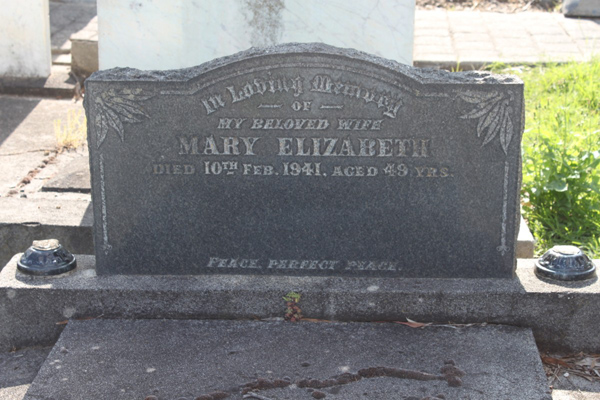 In Loving Memory
— OF —
MY BELOVED WIFE
MARY ELIZABETH
DIED 10TH FEB. 1941. AGED 49 YRS.
PEACE, PERFECT PEACE.